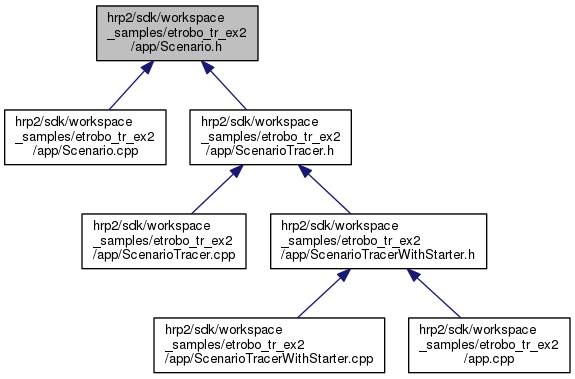 hrp2/sdk/workspace
_samples/etrobo_tr_ex2
/app/Scenario.h
hrp2/sdk/workspace
_samples/etrobo_tr_ex2
/app/Scenario.cpp
hrp2/sdk/workspace
_samples/etrobo_tr_ex2
/app/ScenarioTracer.h
hrp2/sdk/workspace
_samples/etrobo_tr_ex2
/app/ScenarioTracer.cpp
hrp2/sdk/workspace
_samples/etrobo_tr_ex2
/app/ScenarioTracerWithStarter.h
hrp2/sdk/workspace
_samples/etrobo_tr_ex2
/app/ScenarioTracerWithStarter.cpp
hrp2/sdk/workspace
_samples/etrobo_tr_ex2
/app.cpp